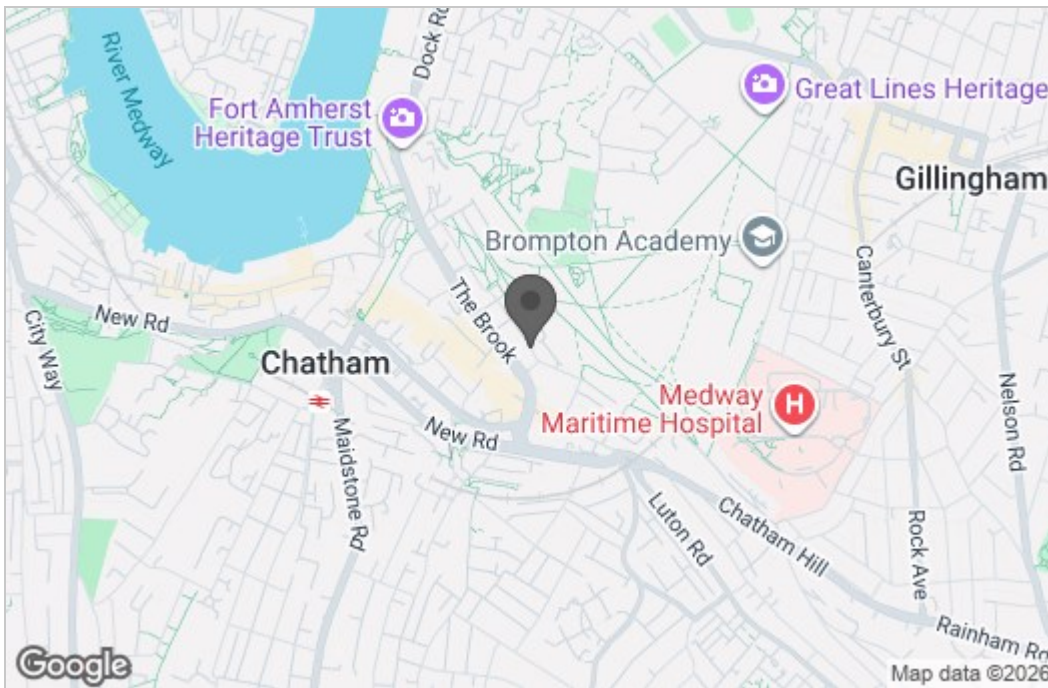 Dock Rd
River Medway
Fort Amherst
Heritage Trust
Great Lines Heritage
Gillingham
Brompton Academy
Canterbury St
The Brook
New Rd
City Way
Chatham
Medway
Maritime Hospital
H
Nelson Rd
Maidstone Rd
New Rd
Luton Rd
Chatham Hill
Rock Ave
Rainham Rd
Google
Map data ©2026